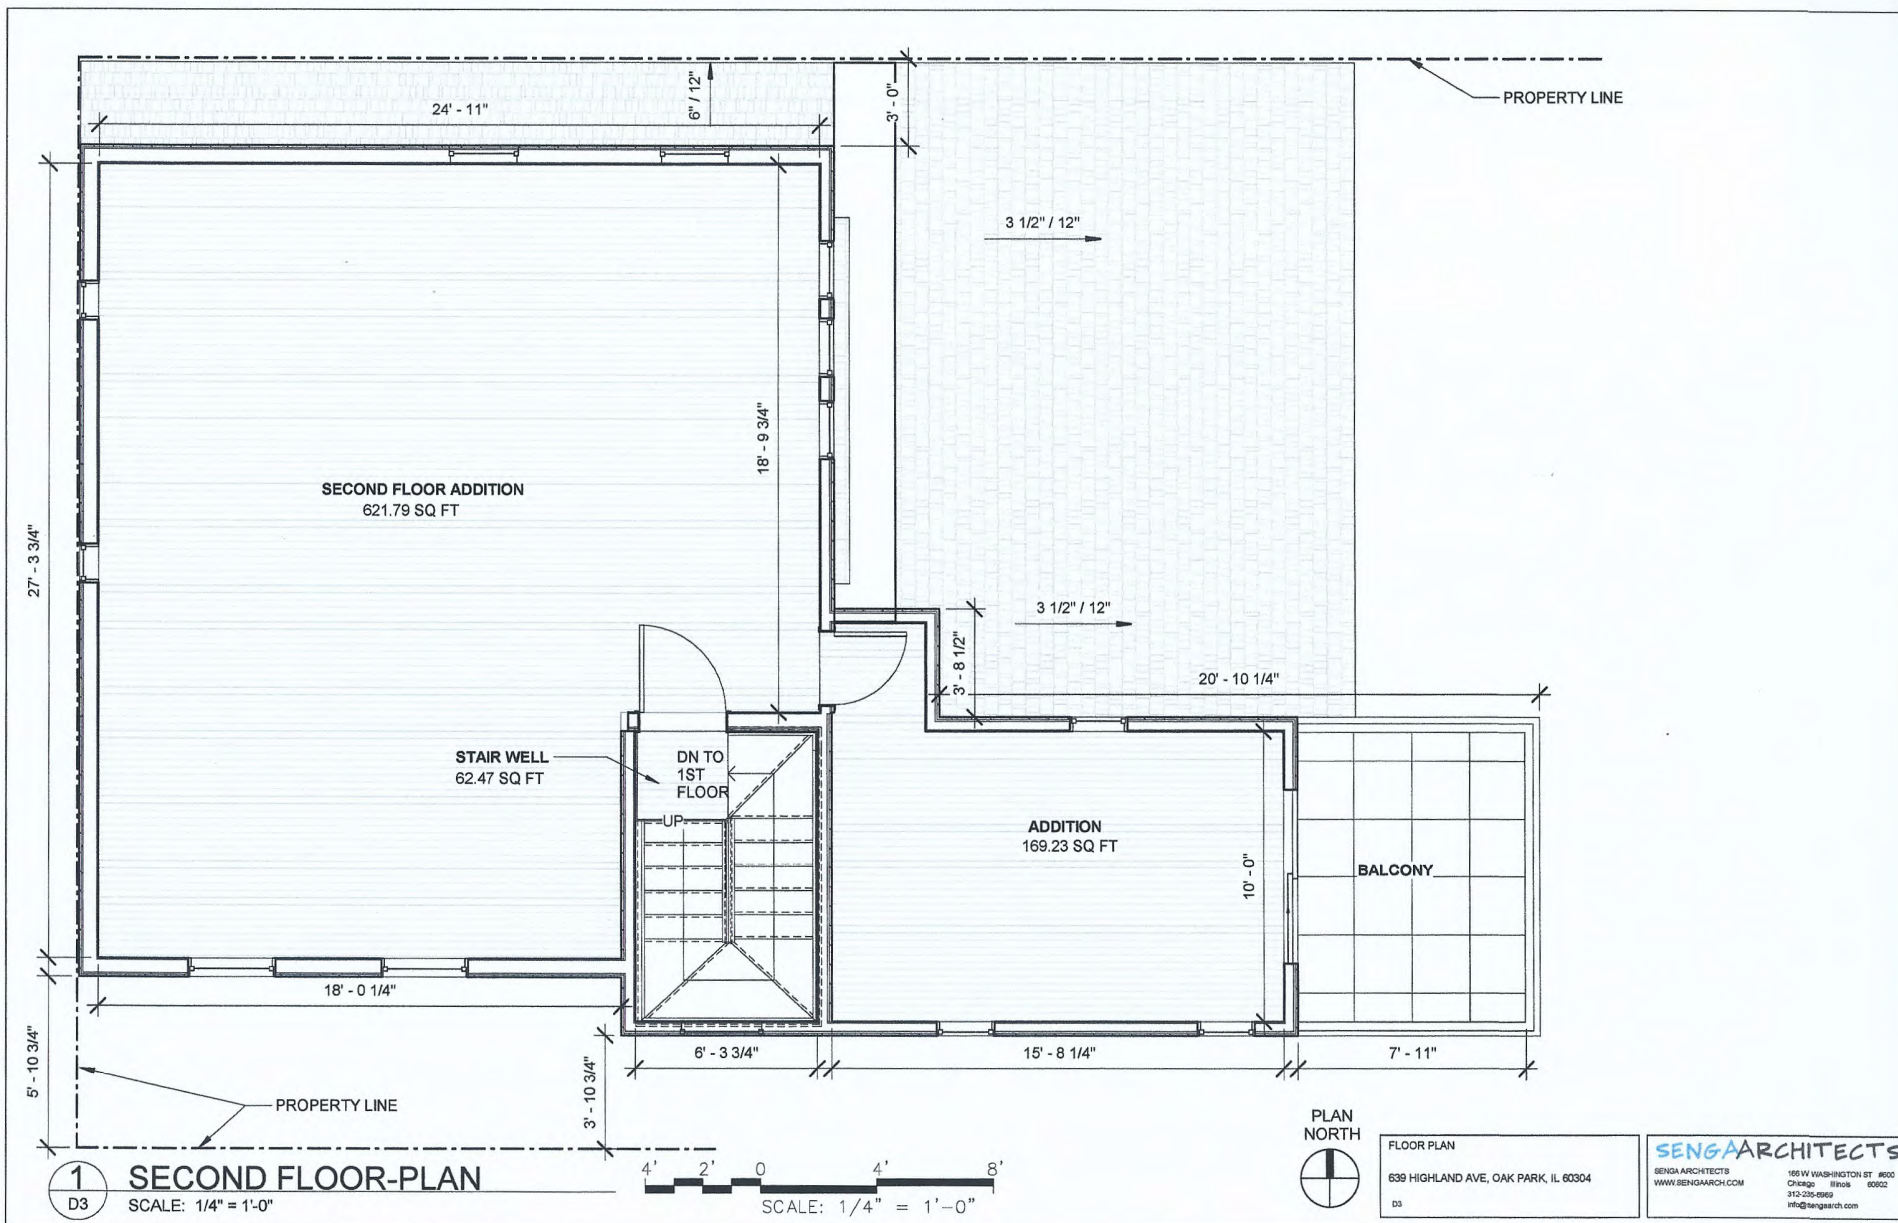 PROPERTY LINE
24' - 11"
6" / 12"
3' - 0"
3 1/2" / 12"
18' - 9 3/4"
SECOND FLOOR ADDITION
621.79 SQ FT
27' - 3 3/4"
3 1/2" / 12"
3' - 8 1/2"
20' - 10 1/4"
STAIR WELL
62.47 SQ FT
DN TO
1ST
FLOOR
UP
ADDITION
169.23 SQ FT
10' - 0"
BALCONY
18' - 0 1/4"
5' - 10 3/4"
3' - 10 3/4"
6' - 3 3/4"
15' - 8 1/4"
7' - 11"
PROPERTY LINE
1
D3
SECOND FLOOR-PLAN
SCALE: 1/4" = 1'-0"
4' 2' 0 4' 8'
SCALE: 1/4" = 1'-0"
PLAN
NORTH
FLOOR PLAN
639 HIGHLAND AVE, OAK PARK, IL 60304
D3
SENGAARCHITECTS
SENGA ARCHITECTS
WWW.SENGAARCH.COM
Chicago Illinois 60602
info@sengaarch.com